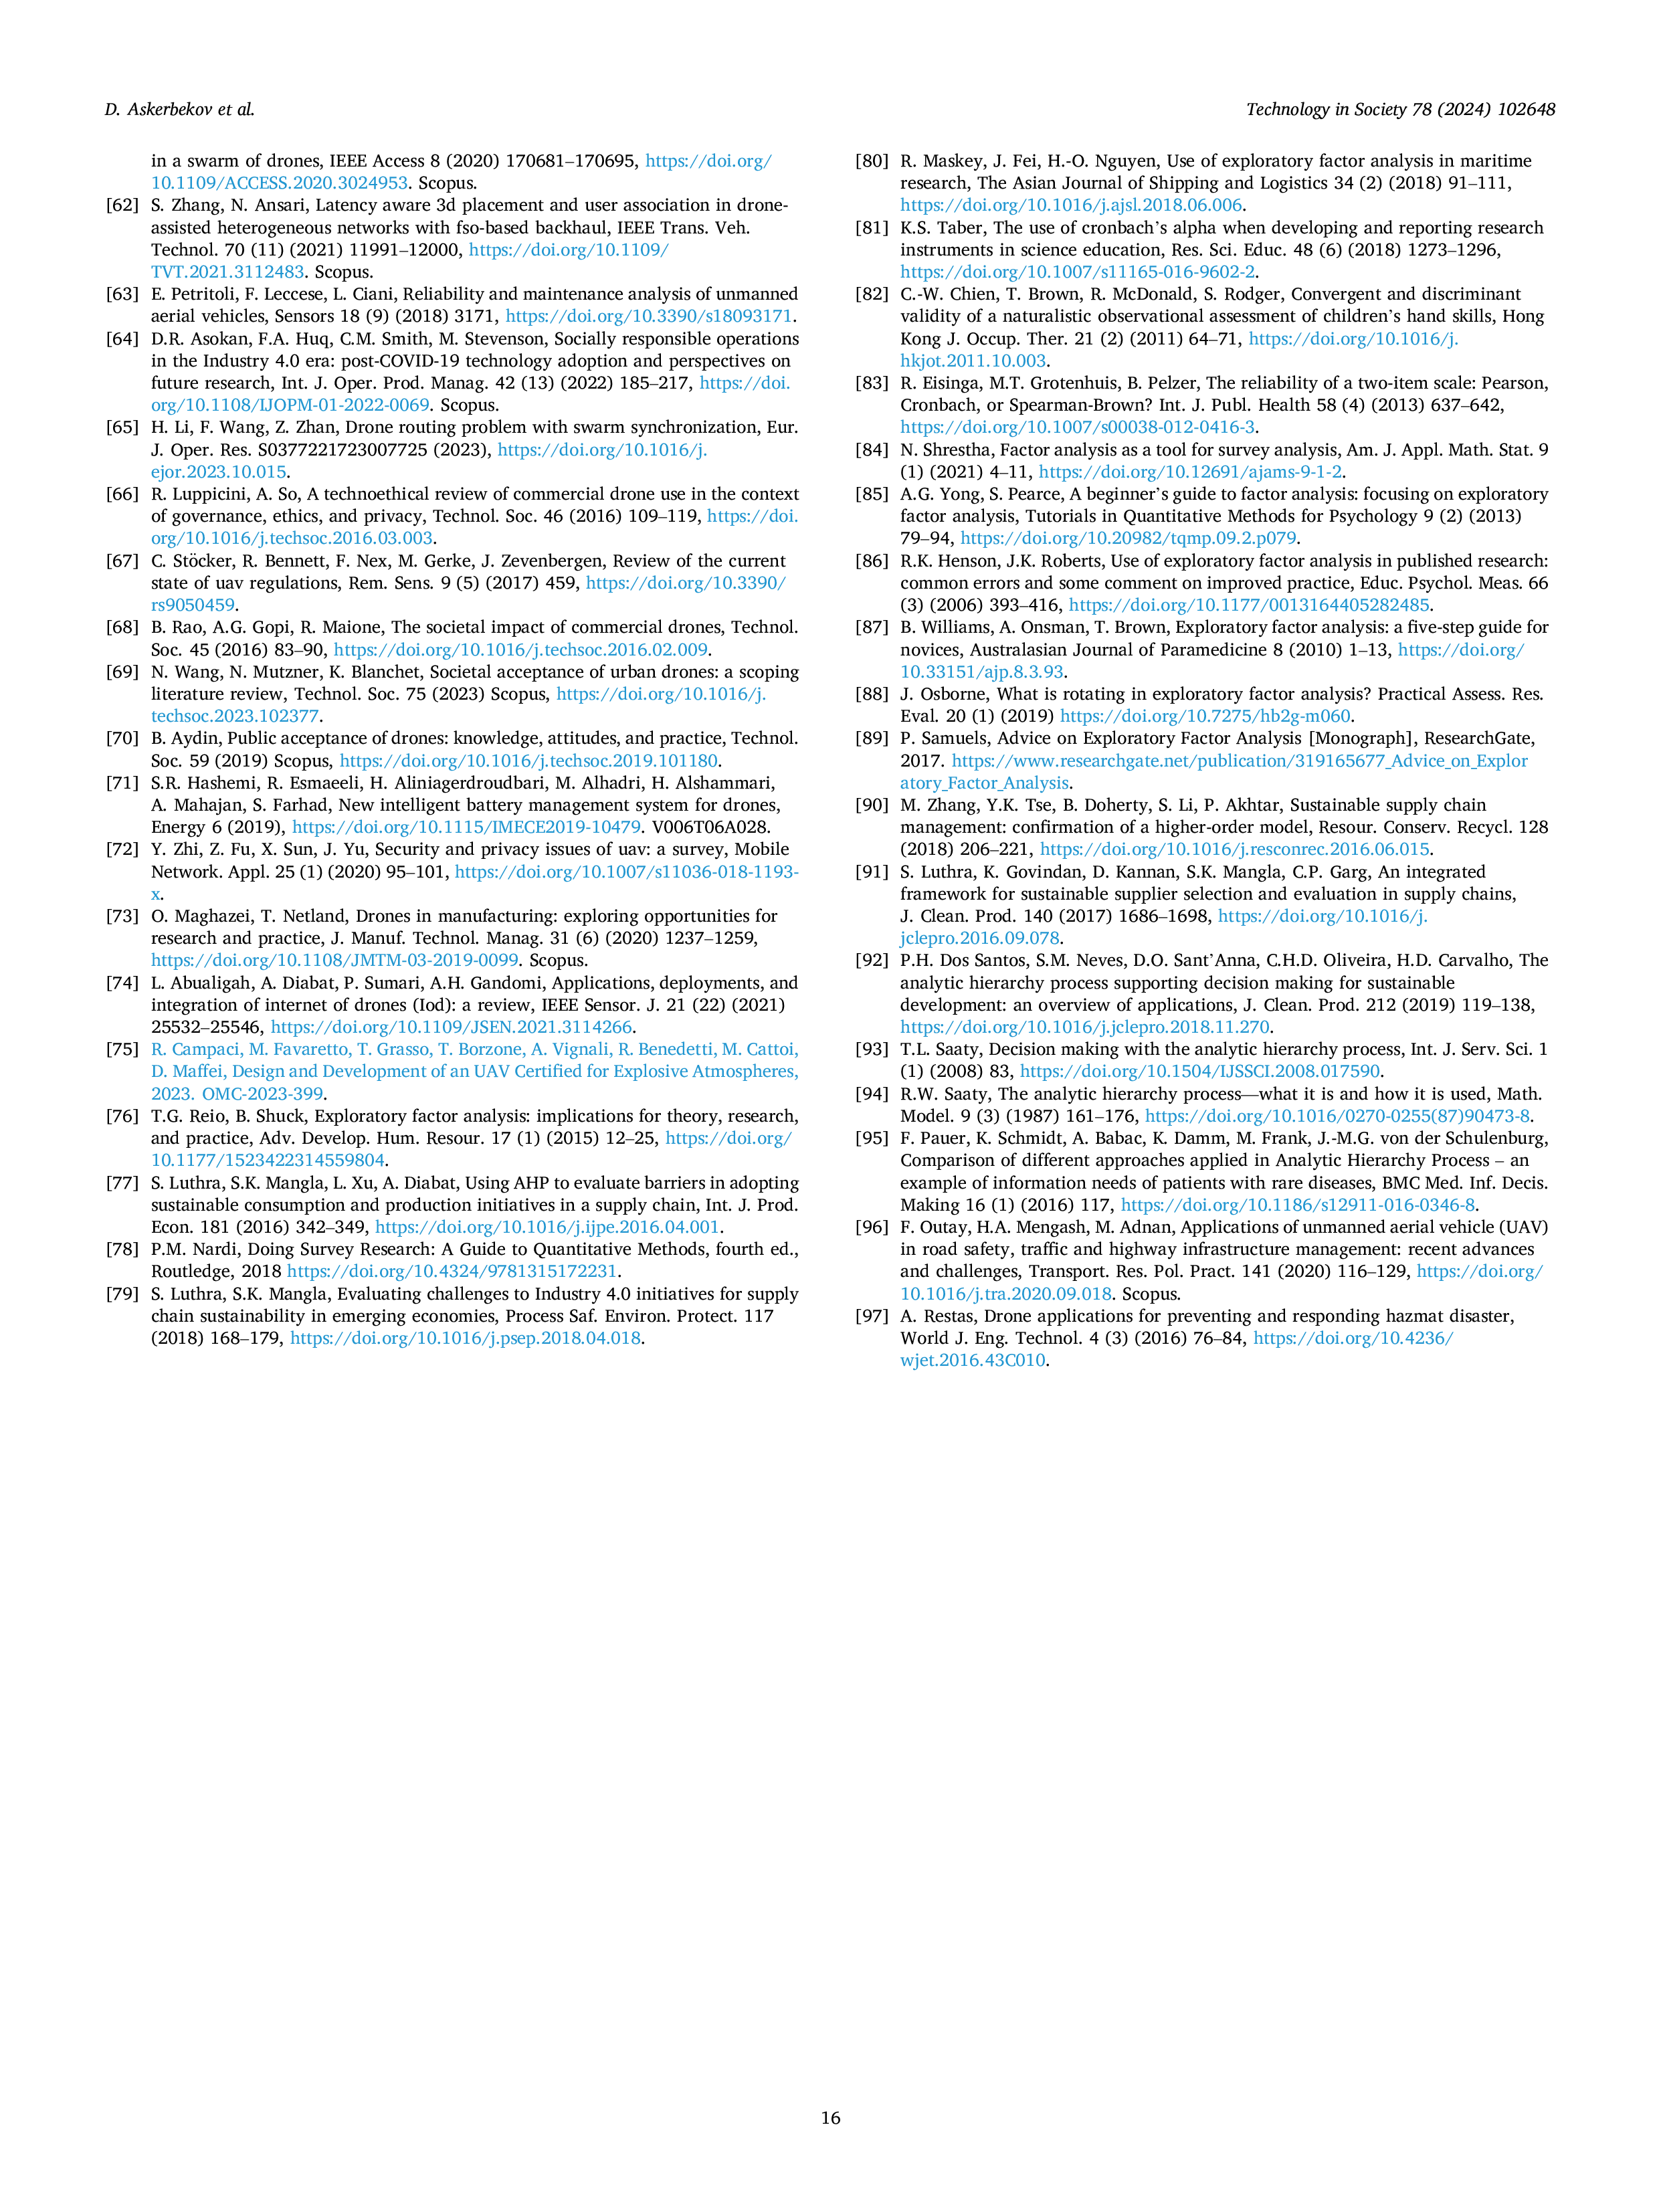 D. Askerbekov et al.
Technology in Society 78 (2024) 102648
in a swarm of drones, IEEE Access 8 (2020) 170681–170695, https://doi.org/
10.1109/ACCESS.2020.3024953. Scopus.
[62] S. Zhang, N. Ansari, Latency aware 3d placement and user association in drone-
assisted heterogeneous networks with fso-based backhaul, IEEE Trans. Veh.
Technol. 70 (11) (2021) 11991–12000, https://doi.org/10.1109/
TVT.2021.3112483. Scopus.
[63] E. Petritoli, F. Leccese, L. Ciani, Reliability and maintenance analysis of unmanned
aerial vehicles, Sensors 18 (9) (2018) 3171, https://doi.org/10.3390/s18093171.
[64] D.R. Asokan, F.A. Huq, C.M. Smith, M. Stevenson, Socially responsible operations
in the Industry 4.0 era: post-COVID-19 technology adoption and perspectives on
future research, Int. J. Oper. Prod. Manag. 42 (13) (2022) 185–217, https://doi.
org/10.1108/IJOPM-01-2022-0069. Scopus.
[65] H. Li, F. Wang, Z. Zhan, Drone routing problem with swarm synchronization, Eur.
J. Oper. Res. S0377221723007725 (2023), https://doi.org/10.1016/j.
ejor.2023.10.015.
[66] R. Luppicini, A. So, A technoethical review of commercial drone use in the context
of governance, ethics, and privacy, Technol. Soc. 46 (2016) 109–119, https://doi.
org/10.1016/j.techsoc.2016.03.003.
[67] C. Stöcker, R. Bennett, F. Nex, M. Gerke, J. Zevenbergen, Review of the current
state of uav regulations, Rem. Sens. 9 (5) (2017) 459, https://doi.org/10.3390/
rs9050459.
[68] B. Rao, A.G. Gopi, R. Maione, The societal impact of commercial drones, Technol.
Soc. 45 (2016) 83–90, https://doi.org/10.1016/j.techsoc.2016.02.009.
[69] N. Wang, N. Mutzner, K. Blanchet, Societal acceptance of urban drones: a scoping
literature review, Technol. Soc. 75 (2023) Scopus, https://doi.org/10.1016/j.
techsoc.2023.102377.
[70] B. Aydin, Public acceptance of drones: knowledge, attitudes, and practice, Technol.
Soc. 59 (2019) Scopus, https://doi.org/10.1016/j.techsoc.2019.101180.
[71] S.R. Hashemi, R. Esmaeeli, H. Aliniagerdroudbari, M. Alhadri, H. Alshammari,
A. Mahajan, S. Farhad, New intelligent battery management system for drones,
Energy 6 (2019), https://doi.org/10.1115/IMECE2019-10479. V006T06A028.
[72] Y. Zhi, Z. Fu, X. Sun, J. Yu, Security and privacy issues of uav: a survey, Mobile
Network. Appl. 25 (1) (2020) 95–101, https://doi.org/10.1007/s11036-018-1193-
x.
[73] O. Maghazei, T. Netland, Drones in manufacturing: exploring opportunities for
research and practice, J. Manuf. Technol. Manag. 31 (6) (2020) 1237–1259,
https://doi.org/10.1108/JMTM-03-2019-0099. Scopus.
[74] L. Abualigah, A. Diabat, P. Sumari, A.H. Gandomi, Applications, deployments, and
integration of internet of drones (Iod): a review, IEEE Sensor. J. 21 (22) (2021)
25532–25546, https://doi.org/10.1109/JSEN.2021.3114266.
[75] R. Campaci, M. Favaretto, T. Grasso, T. Borzone, A. Vignali, R. Benedetti, M. Cattoi,
D. Maffei, Design and Development of an UAV Certified for Explosive Atmospheres,
2023. OMC-2023-399.
[76] T.G. Reio, B. Shuck, Exploratory factor analysis: implications for theory, research,
and practice, Adv. Develop. Hum. Resour. 17 (1) (2015) 12–25, https://doi.org/
10.1177/1523422314559804.
[77] S. Luthra, S.K. Mangla, L. Xu, A. Diabat, Using AHP to evaluate barriers in adopting
sustainable consumption and production initiatives in a supply chain, Int. J. Prod.
Econ. 181 (2016) 342–349, https://doi.org/10.1016/j.ijpe.2016.04.001.
[78] P.M. Nardi, Doing Survey Research: A Guide to Quantitative Methods, fourth ed.,
Routledge, 2018 https://doi.org/10.4324/9781315172231.
[79] S. Luthra, S.K. Mangla, Evaluating challenges to Industry 4.0 initiatives for supply
chain sustainability in emerging economies, Process Saf. Environ. Protect. 117
(2018) 168–179, https://doi.org/10.1016/j.psep.2018.04.018.
[80] R. Maskey, J. Fei, H.-O. Nguyen, Use of exploratory factor analysis in maritime
research, The Asian Journal of Shipping and Logistics 34 (2) (2018) 91–111,
https://doi.org/10.1016/j.ajsl.2018.06.006.
[81] K.S. Taber, The use of cronbach's alpha when developing and reporting research
instruments in science education, Res. Sci. Educ. 48 (6) (2018) 1273–1296,
https://doi.org/10.1007/s11165-016-9602-2.
[82] C.-W. Chien, T. Brown, R. McDonald, S. Rodger, Convergent and discriminant
validity of a naturalistic observational assessment of children's hand skills, Hong
Kong J. Occup. Ther. 21 (2) (2011) 64–71, https://doi.org/10.1016/j.
hkjot.2011.10.003.
[83] R. Eisinga, M.T. Grotenhuis, B. Pelzer, The reliability of a two-item scale: Pearson,
Cronbach, or Spearman-Brown? Int. J. Publ. Health 58 (4) (2013) 637–642,
https://doi.org/10.1007/s00038-012-0416-3.
[84] N. Shrestha, Factor analysis as a tool for survey analysis, Am. J. Appl. Math. Stat. 9
(1) (2021) 4–11, https://doi.org/10.12691/ajams-9-1-2.
[85] A.G. Yong, S. Pearce, A beginner's guide to factor analysis: focusing on exploratory
factor analysis, Tutorials in Quantitative Methods for Psychology 9 (2) (2013)
79–94, https://doi.org/10.20982/tqmp.09.2.p079.
[86] R.K. Henson, J.K. Roberts, Use of exploratory factor analysis in published research:
common errors and some comment on improved practice, Educ. Psychol. Meas. 66
(3) (2006) 393–416, https://doi.org/10.1177/0013164405282485.
[87] B. Williams, A. Onsman, T. Brown, Exploratory factor analysis: a five-step guide for
novices, Australasian Journal of Paramedicine 8 (2010) 1–13, https://doi.org/
10.33151/ajp.8.3.93.
[88] J. Osborne, What is rotating in exploratory factor analysis? Practical Assess. Res.
Eval. 20 (1) (2019) https://doi.org/10.7275/hb2g-m060.
[89] P. Samuels, Advice on Exploratory Factor Analysis [Monograph], ResearchGate,
2017. https://www.researchgate.net/publication/319165677_Advice_on_Explor
atory_Factor_Analysis.
[90] M. Zhang, Y.K. Tse, B. Doherty, S. Li, P. Akhtar, Sustainable supply chain
management: confirmation of a higher-order model, Resour. Conserv. Recycl. 128
(2018) 206–221, https://doi.org/10.1016/j.resconrec.2016.06.015.
[91] S. Luthra, K. Govindan, D. Kannan, S.K. Mangla, C.P. Garg, An integrated
framework for sustainable supplier selection and evaluation in supply chains,
J. Clean. Prod. 140 (2017) 1686–1698, https://doi.org/10.1016/j.
jclepro.2016.09.078.
[92] P.H. Dos Santos, S.M. Neves, D.O. Sant'Anna, C.H.D. Oliveira, H.D. Carvalho, The
analytic hierarchy process supporting decision making for sustainable
development: an overview of applications, J. Clean. Prod. 212 (2019) 119–138,
https://doi.org/10.1016/j.jclepro.2018.11.270.
[93] T.L. Saaty, Decision making with the analytic hierarchy process, Int. J. Serv. Sci. 1
(1) (2008) 83, https://doi.org/10.1504/IJSSCI.2008.017590.
[94] R.W. Saaty, The analytic hierarchy process—what it is and how it is used, Math.
Model. 9 (3) (1987) 161–176, https://doi.org/10.1016/0270-0255(87)90473-8.
[95] F. Pauer, K. Schmidt, A. Babac, K. Damm, M. Frank, J.-M.G. von der Schulenburg,
Comparison of different approaches applied in Analytic Hierarchy Process – an
example of information needs of patients with rare diseases, BMC Med. Inf. Decis.
Making 16 (1) (2016) 117, https://doi.org/10.1186/s12911-016-0346-8.
[96] F. Outay, H.A. Mengash, M. Adnan, Applications of unmanned aerial vehicle (UAV)
in road safety, traffic and highway infrastructure management: recent advances
and challenges, Transport. Res. Pol. Pract. 141 (2020) 116–129, https://doi.org/
10.1016/j.tra.2020.09.018. Scopus.
[97] A. Restas, Drone applications for preventing and responding hazmat disaster,
World J. Eng. Technol. 4 (3) (2016) 76–84, https://doi.org/10.4236/
wjet.2016.43C010.
16